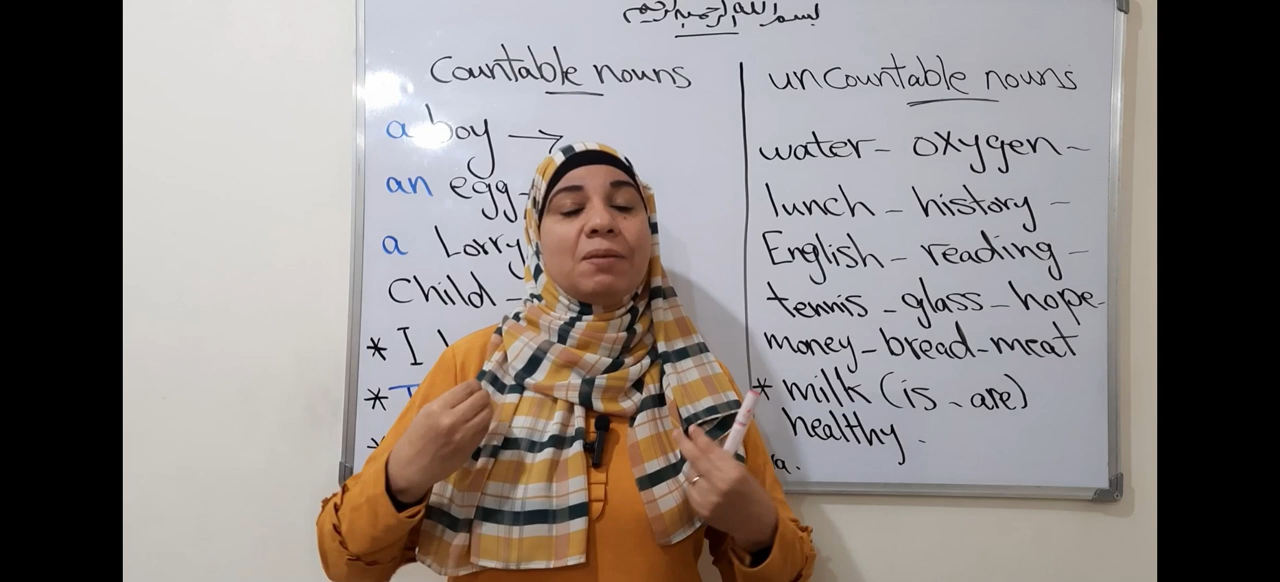 بسم الله الرحمن الرحيم
Countable nouns
a boy →
an egg
a Lorry
Child -
* I
*
uncountable nouns
water - oxygen -
lunch - history -
English - reading -
tennis - glass - hope -
money - bread - meat
* milk (is، are)
healthy .